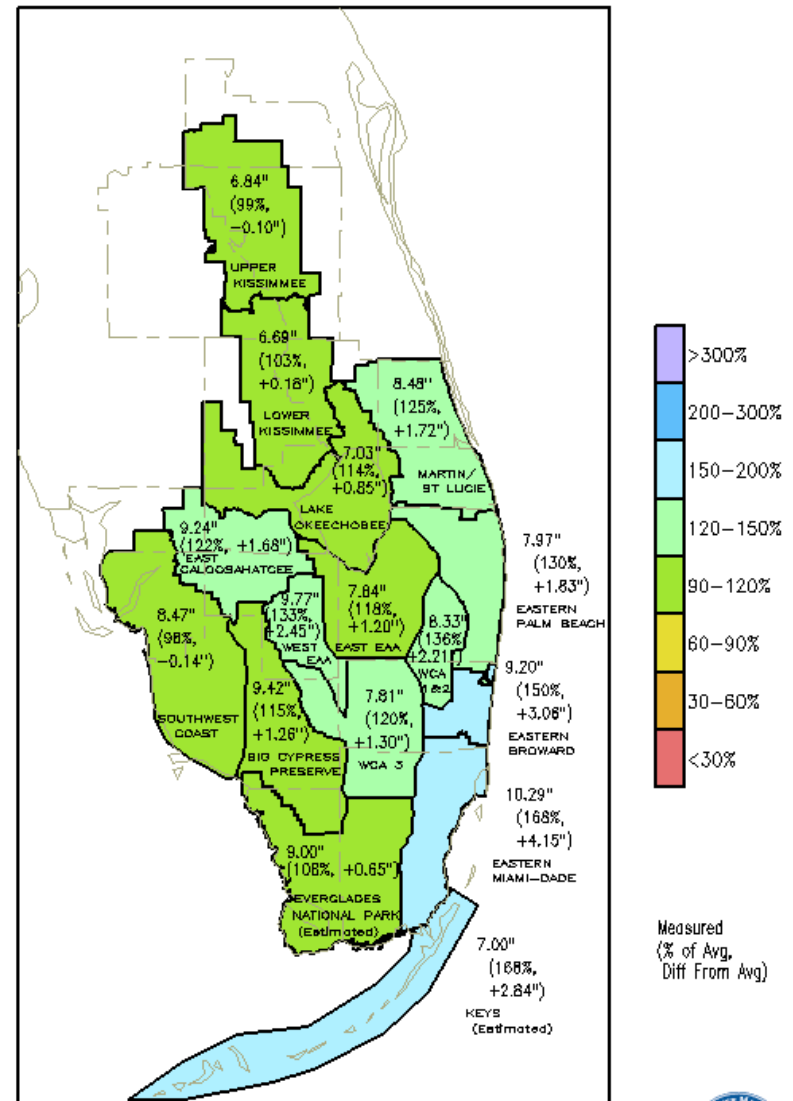 6.84"
(99%,
−0.10")
UPPER
KISSIMMEE
6.69"
(103%,
+0.18")
LOWER
KISSIMMEE
8.48"
(125%,
+1.72")
MARTIN/
ST LUCIE
7.03"
(114%,
+0.85")
LAKE
OKEECHOBEE
9.24"
(122%, +1.68")
EAST
CALOOSAHATCEE
7.97"
(130%,
+1.83")
EASTERN
PALM BEACH
9.77"
(133%,
+2.45")
WEST
EAA
7.84"
(118%,
+1.20")
EAST EAA
8.33"
(136%
+2.21"
WCA
1&2
8.47"
(98%,
−0.14")
SOUTHWEST
COAST
9.42"
(115%,
+1.26")
BIG CYPRESS
PRESERVE
7.81"
(120%,
+1.30")
WCA 3
9.20"
(150%,
+3.06")
EASTERN
BROWARD
10.29"
(168%,
+4.15")
EASTERN
MIAMI−DADE
9.00"
(108%, +0.65")
EVERGLADES
NATIONAL PARK
(Estimated)
7.00"
(168%,
+2.84")
KEYS
(Estimated)
>300%
200−300%
150−200%
120−150%
90−120%
60−90%
30−60%
<30%
Measured
(% of Avg,
Diff From Avg)